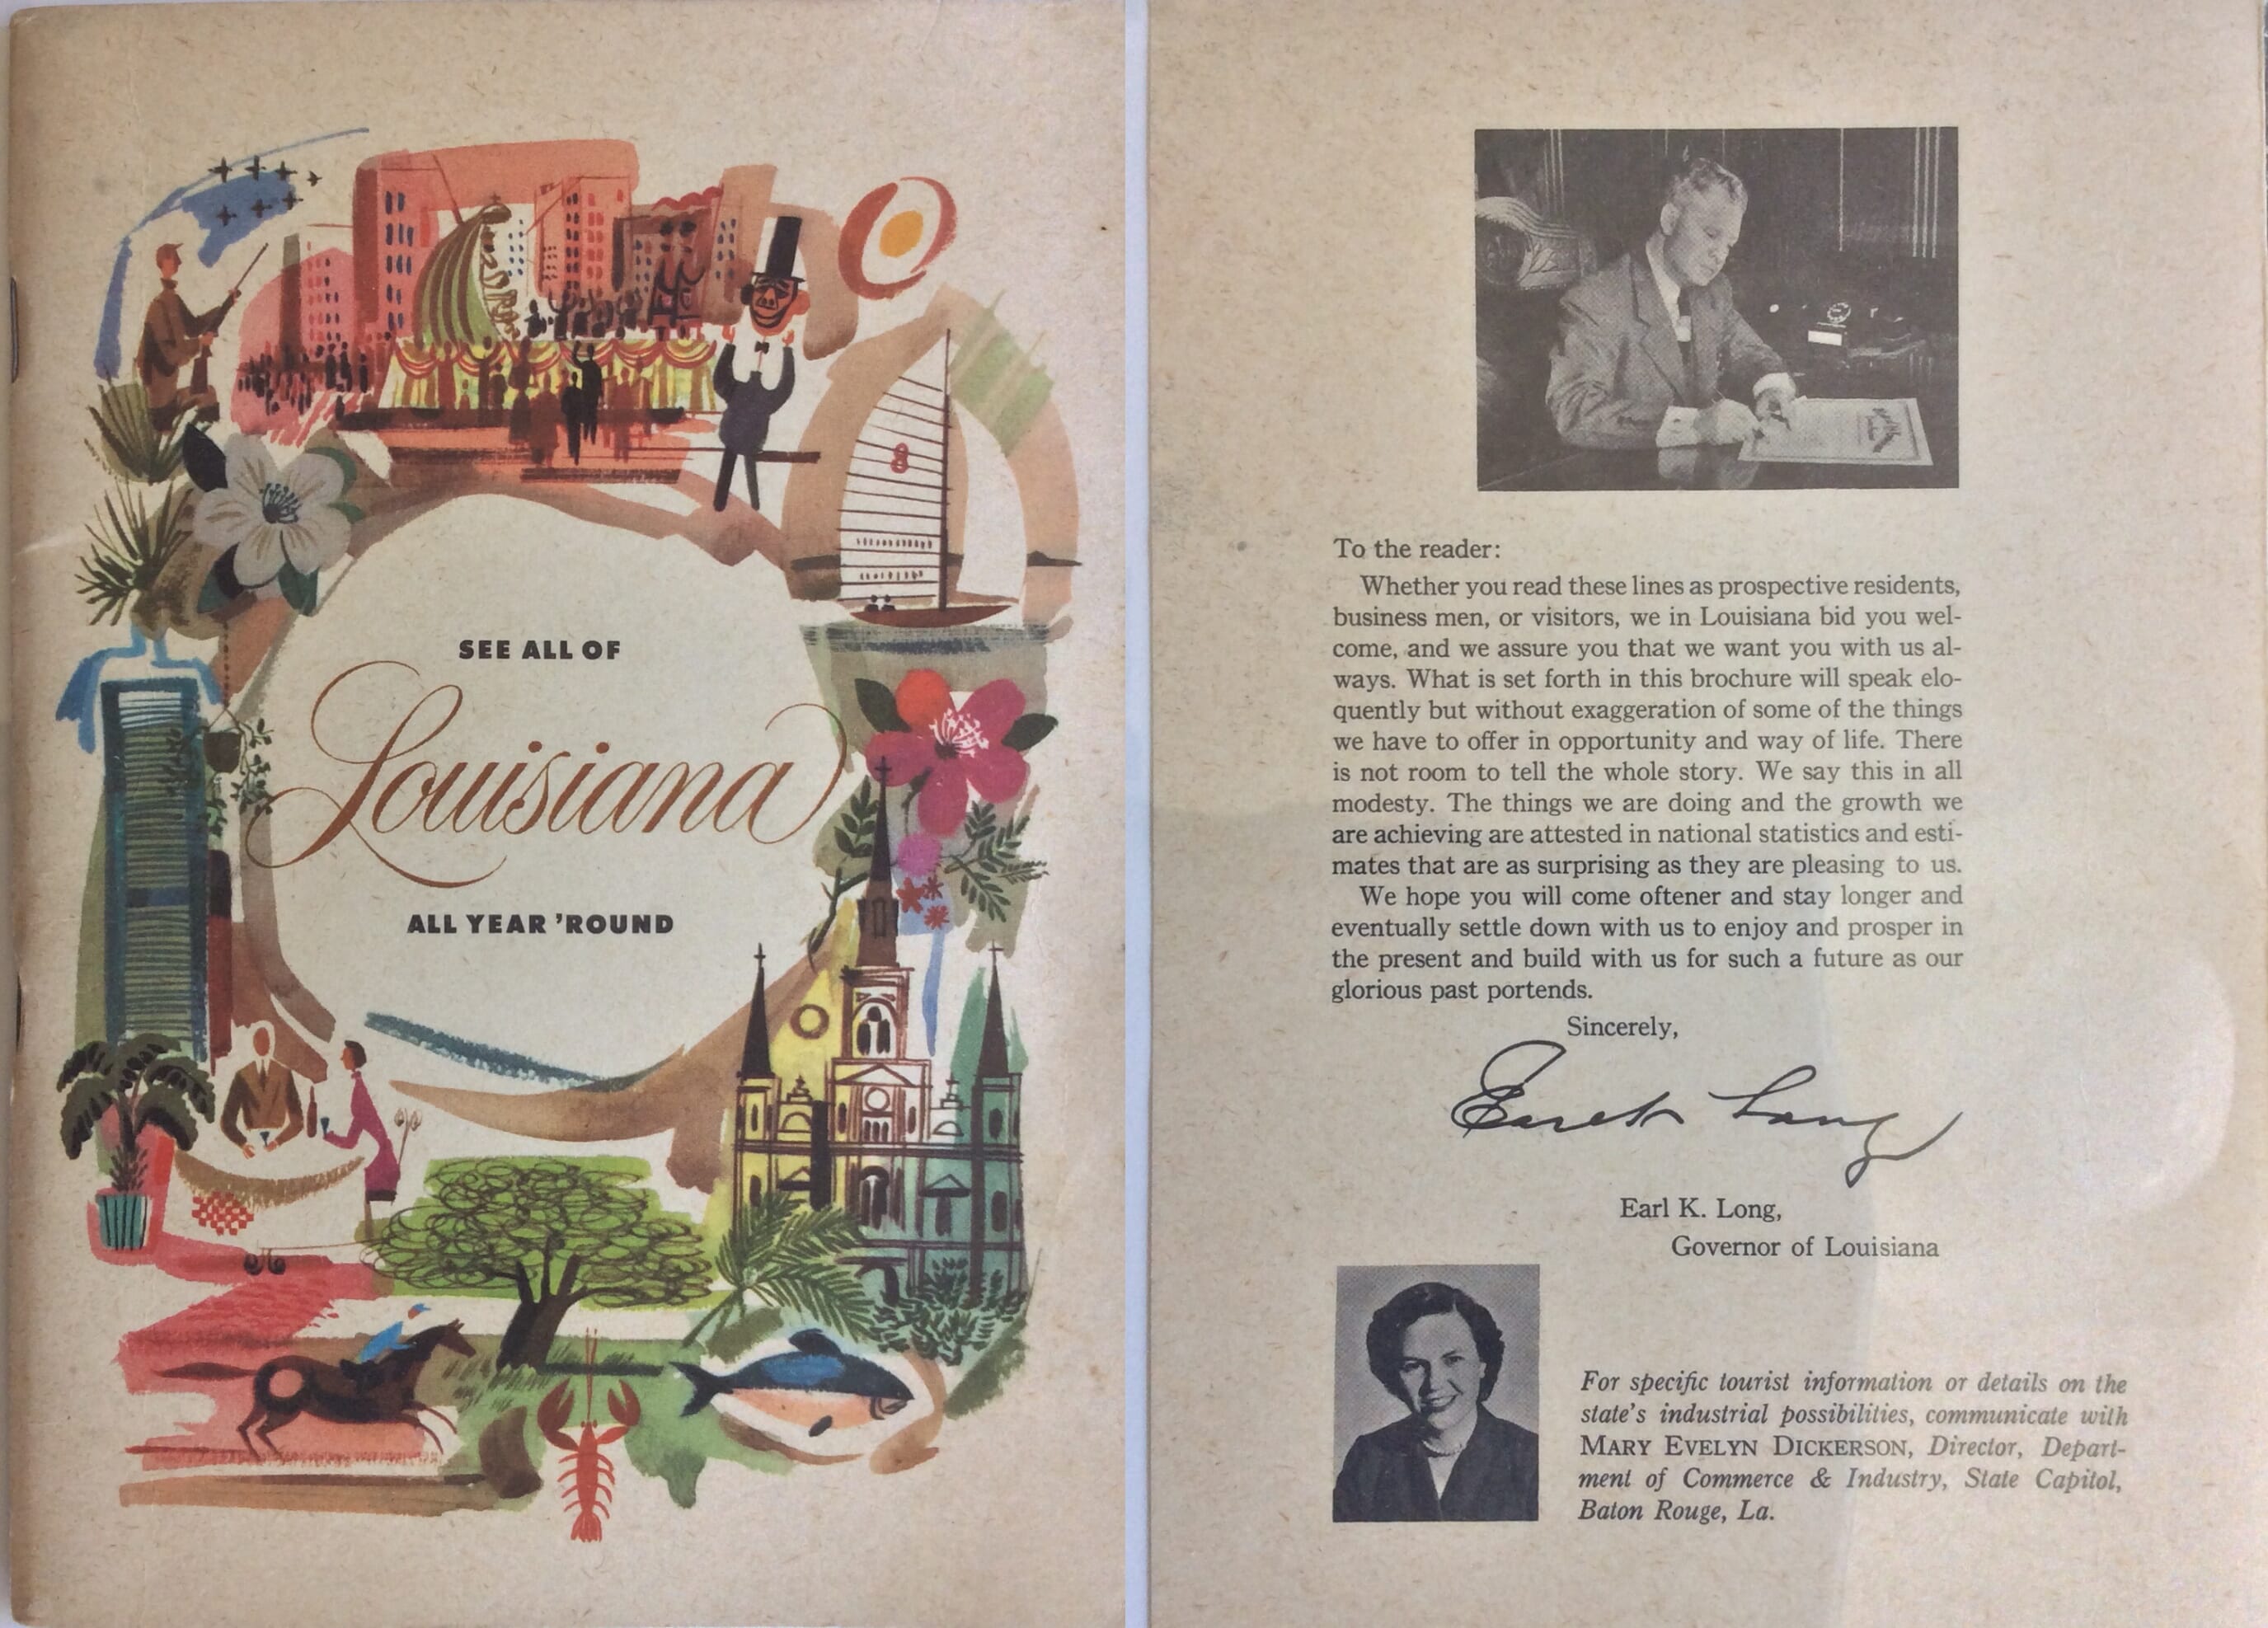 SEE ALL OF
Louisiana
ALL YEAR 'ROUND
To the reader:
Whether you read these lines as prospective residents,
business men, or visitors, we in Louisiana bid you wel-
come, and we assure you that we want you with us al-
ways. What is set forth in this brochure will speak elo-
quently but without exaggeration of some of the things
we have to offer in opportunity and way of life. There
is not room to tell the whole story. We say this in all
modesty. The things we are doing and the growth we
are achieving are attested in national statistics and esti-
mates that are as surprising as they are pleasing to us.
We hope you will come oftener and stay longer and
eventually settle down with us to enjoy and prosper in
the present and build with us for such a future as our
glorious past portends.
Sincerely,
Earl K Long
Earl K. Long,
Governor of Louisiana
For specific tourist information or details on the
state's industrial possibilities, communicate with
MARY EVELYN DICKERSON, Director, Depart-
ment of Commerce & Industry, State Capitol,
Baton Rouge, La.